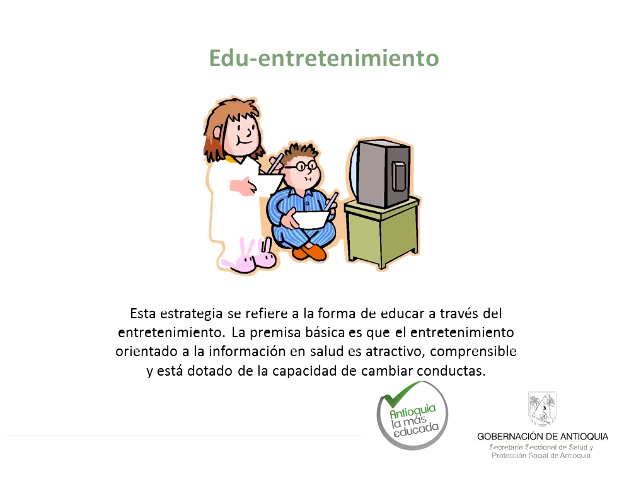 Edu-entretenimiento
Esta estrategia se refiere a la forma de educar a través del
entretenimiento. La premisa básica es que el entretenimiento
orientado a la información en salud es atractivo, comprensible
y está dotado de la capacidad de cambiar conductas.
Antioquia
la más
educada
GOBERNACIÓN DE ANTIOQUIA
Secretaría Seccional de Salud y
Protección Social de Antioquia